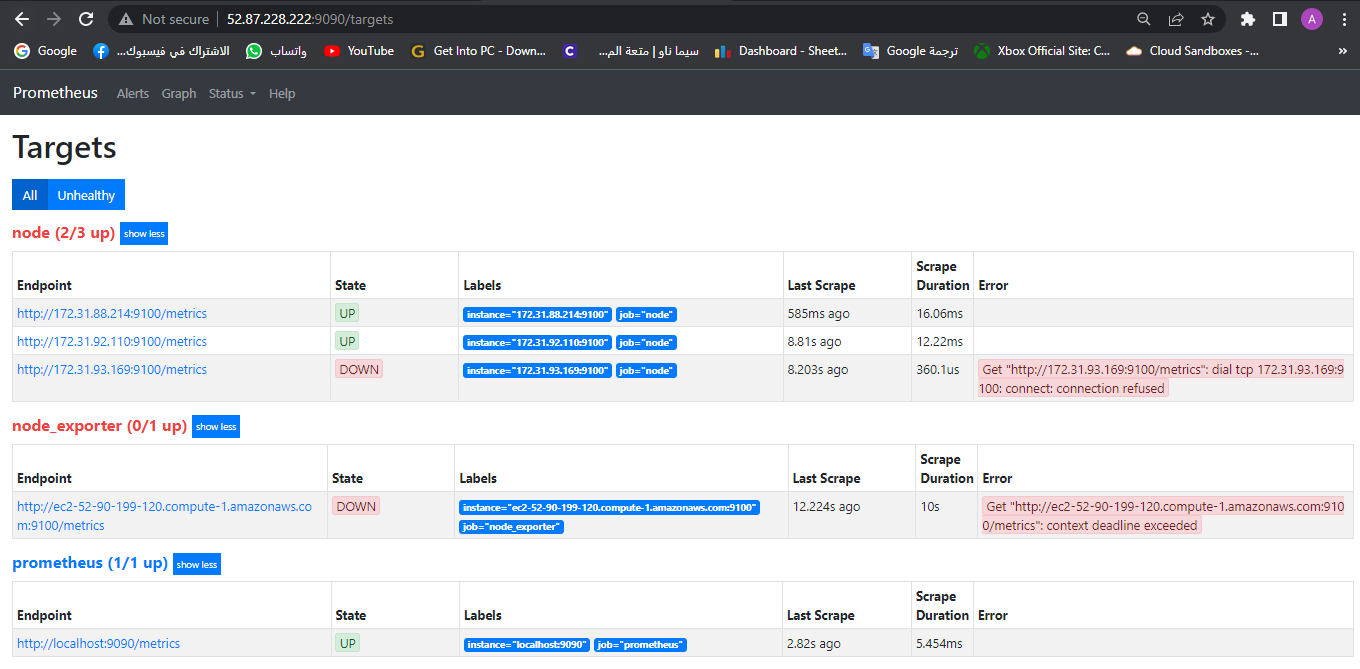 Not secure | 52.87.228.222:9090/targets A
Google الاشتراك في فيسبوك... واتساب YouTube Get Into PC - Down... C سيما ناو | متعة الم... Dashboard - Sheet... ترجمة Google Xbox Official Site: C... Cloud Sandboxes -... »
Prometheus Alerts Graph Status Help
Targets
All Unhealthy
node (2/3 up) show less
Endpoint State Labels Last Scrape Scrape Duration Error
http://172.31.88.214:9100/metrics UP instance="172.31.88.214:9100" job="node" 585ms ago 16.06ms
http://172.31.92.110:9100/metrics UP instance="172.31.92.110:9100" job="node" 8.81s ago 12.22ms
http://172.31.93.169:9100/metrics DOWN instance="172.31.93.169:9100" job="node" 8.203s ago 360.1us Get "http://172.31.93.169:9100/metrics": dial tcp 172.31.93.169:9
100: connect: connection refused
node_exporter (0/1 up) show less
Endpoint State Labels Last Scrape Scrape Duration Error
http://ec2-52-90-199-120.compute-1.amazonaws.co
m:9100/metrics DOWN instance="ec2-52-90-199-120.compute-1.amazonaws.com:9100"
job="node_exporter" 12.224s ago 10s Get "http://ec2-52-90-199-120.compute-1.amazonaws.com:910
0/metrics": context deadline exceeded
prometheus (1/1 up) show less
Endpoint State Labels Last Scrape Scrape Duration Error
http://localhost:9090/metrics UP instance="localhost:9090" job="prometheus" 2.82s ago 5.454ms